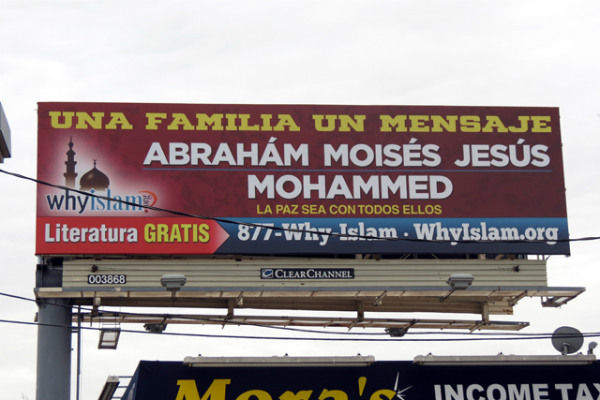 UNA FAMILIA UN MENSAJE
ABRAHÁM MOISÉS JESÚS
MOHAMMED
LA PAZ SEA CON TODOS ELLOS
whyislam?
Literatura GRATIS
877-Why-Islam · WhyIslam.org
003868
CLEARCHANNEL
Mora's
INCOME TAX